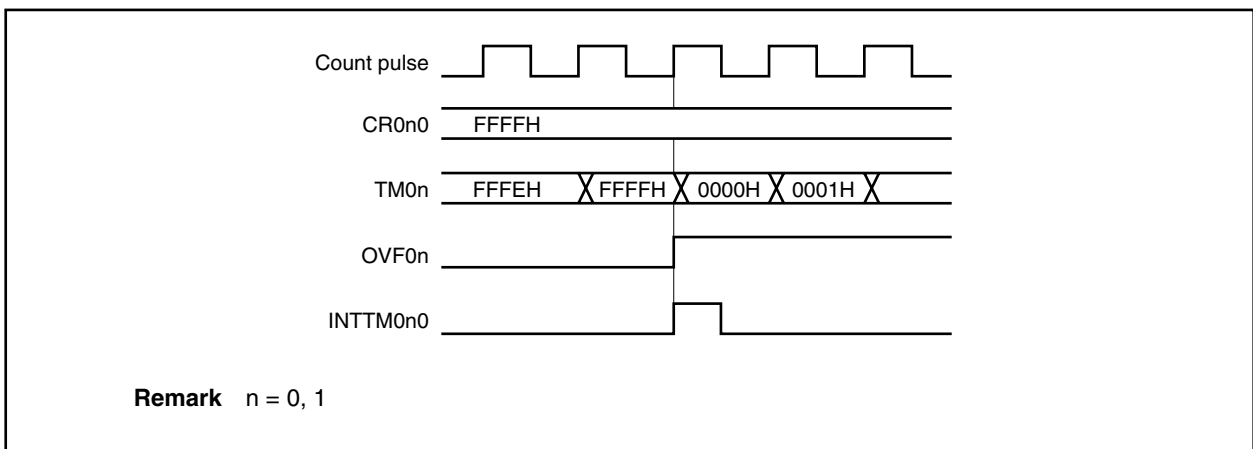 Count pulse
CR0n0 FFFFH
TM0n FFFEH FFFFH 0000H 0001H
OVF0n
INTTM0n0
Remark n = 0, 1